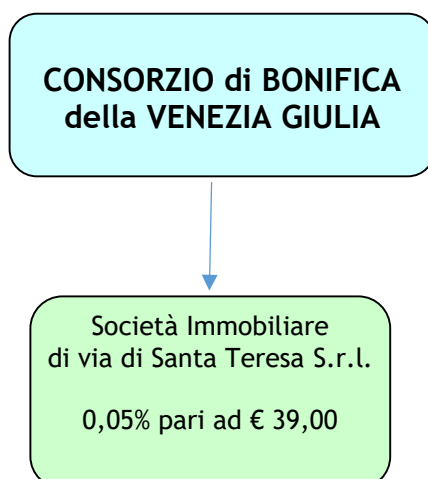 CONSORZIO di BONIFICA
della VENEZIA GIULIA
Società Immobiliare
di via di Santa Teresa S.r.l.
0,05% pari ad € 39,00